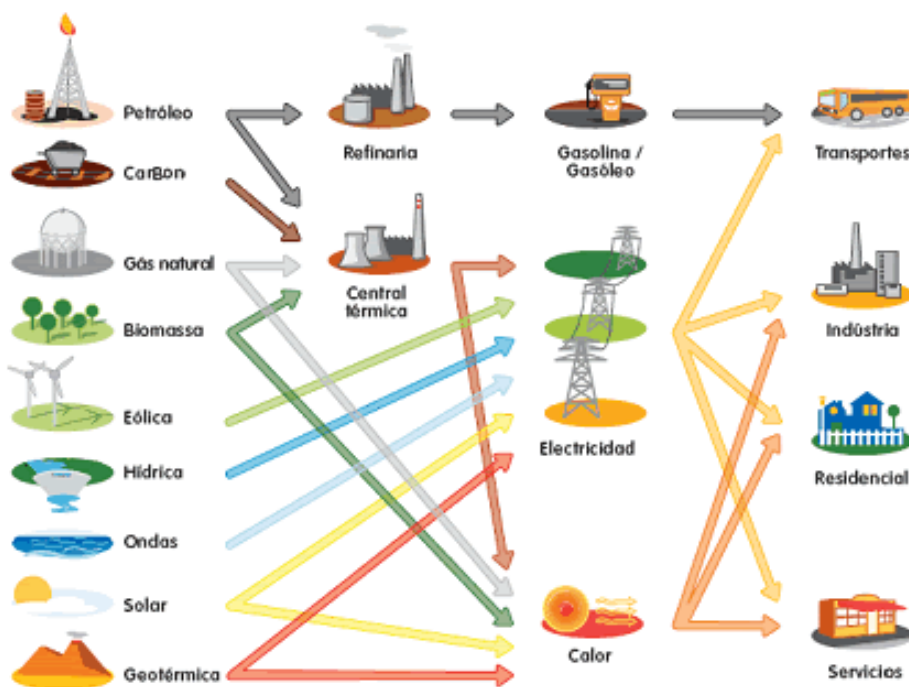 Petróleo
Refinaria
Gasolina /
Gasóleo
Transportes
CarBon
Gás natural
Central
térmica
Indústria
Biomassa
Eólica
Electricidad
Hídrica
Residencial
Ondas
Solar
Calor
Geotérmica
Servicios